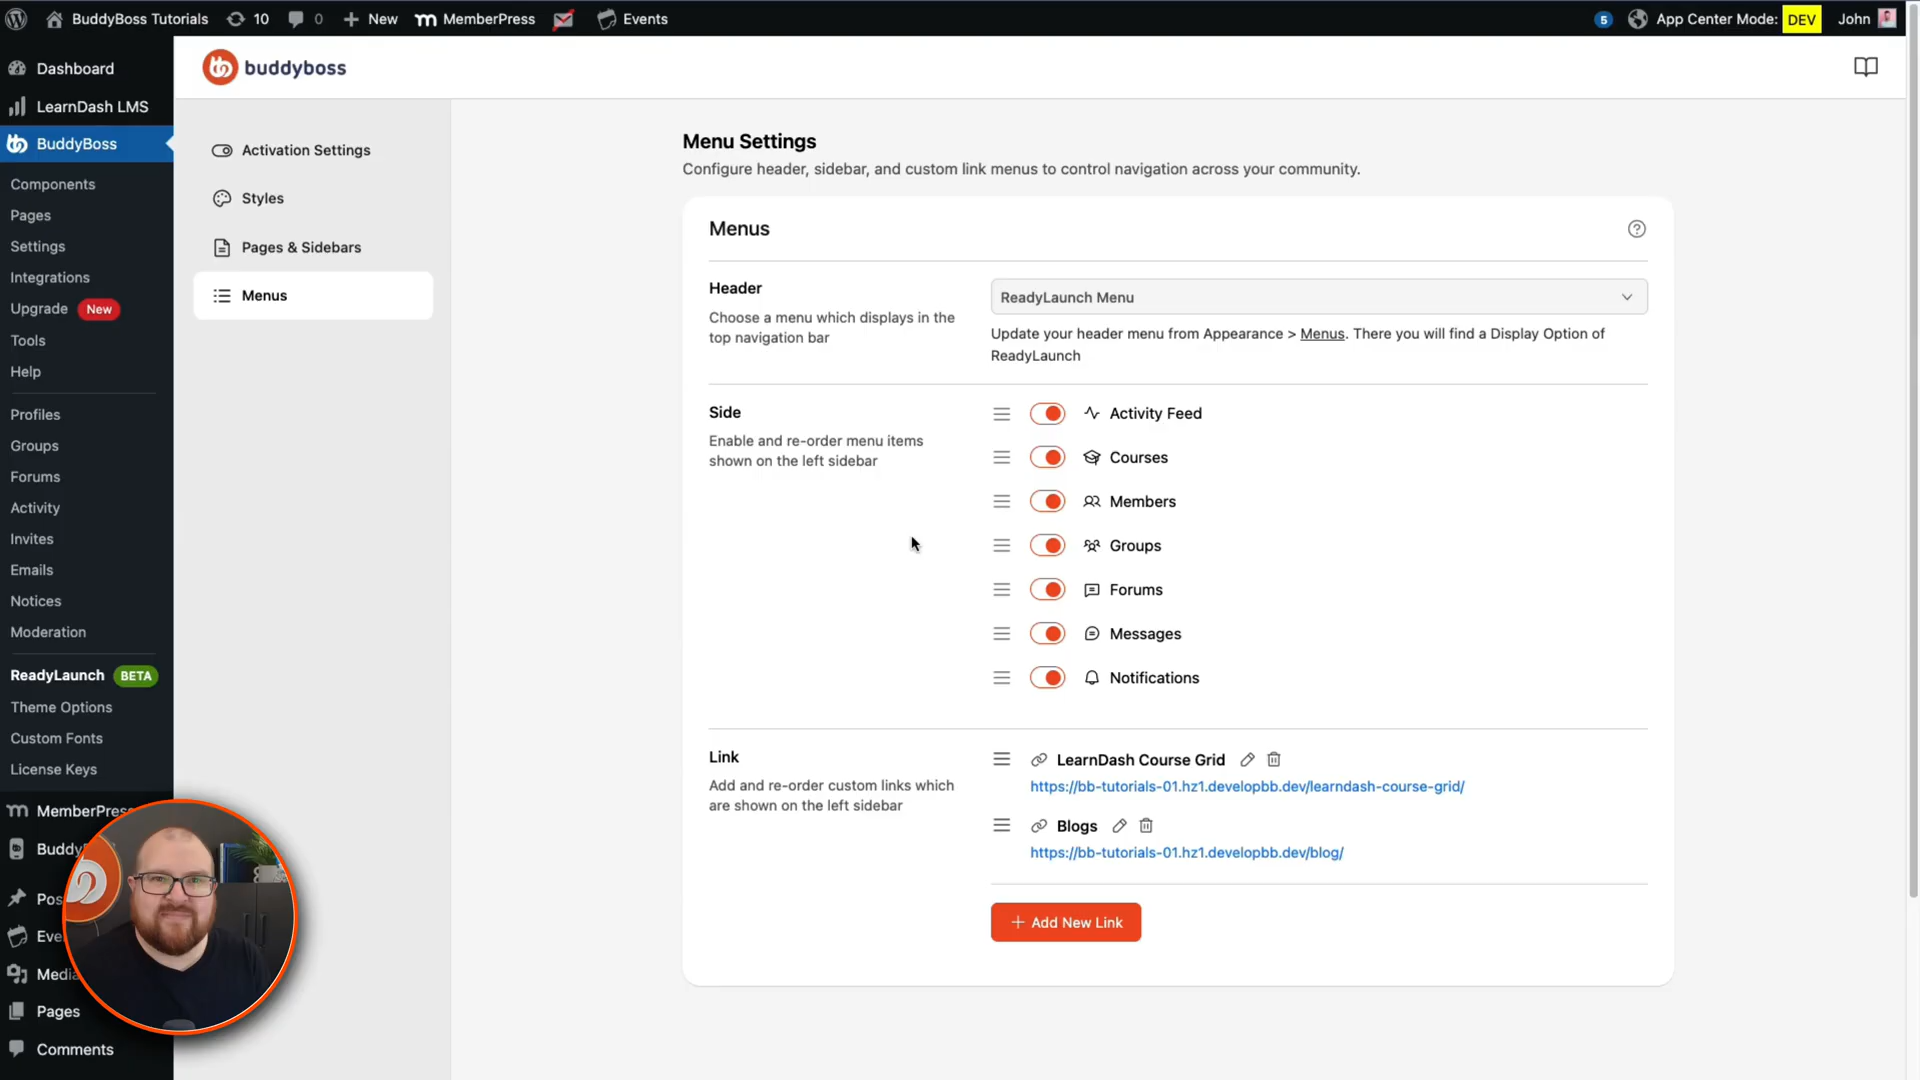 BuddyBoss Tutorials
10
0
New
MemberPress
Events
5
App Center Mode:
DEV
John
Dashboard
LearnDash LMS
BuddyBoss
Components
Pages
Settings
Integrations
Upgrade New
Tools
Help
Profiles
Groups
Forums
Activity
Invites
Emails
Notices
Moderation
ReadyLaunch BETA
Theme Options
Custom Fonts
License Keys
MemberPress
Buddy
Pos
Eve
Media
Pages
Comments
buddyboss
Activation Settings
Styles
Pages & Sidebars
Menus
Menu Settings
Configure header, sidebar, and custom link menus to control navigation across your community.
Menus
Header
Choose a menu which displays in the
top navigation bar
ReadyLaunch Menu
Update your header menu from Appearance > Menus. There you will find a Display Option of
ReadyLaunch
Side
Enable and re-order menu items
shown on the left sidebar
Activity Feed
Courses
Members
Groups
Forums
Messages
Notifications
Link
Add and re-order custom links which
are shown on the left sidebar
LearnDash Course Grid
https://bb-tutorials-01.hz1.developbb.dev/learndash-course-grid/
Blogs
https://bb-tutorials-01.hz1.developbb.dev/blog/
Add New Link